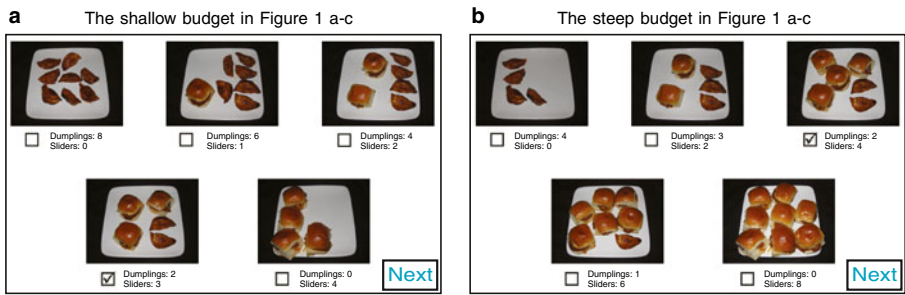 a
The shallow budget in Figure 1 a-c
Dumplings: 8
Sliders: 0
Dumplings: 6
Sliders: 1
Dumplings: 4
Sliders: 2
Dumplings: 2
Sliders: 3
Dumplings: 0
Sliders: 4
Next
b
The steep budget in Figure 1 a-c
Dumplings: 4
Sliders: 0
Dumplings: 3
Sliders: 2
Dumplings: 2
Sliders: 4
Dumplings: 1
Sliders: 6
Dumplings: 0
Sliders: 8
Next